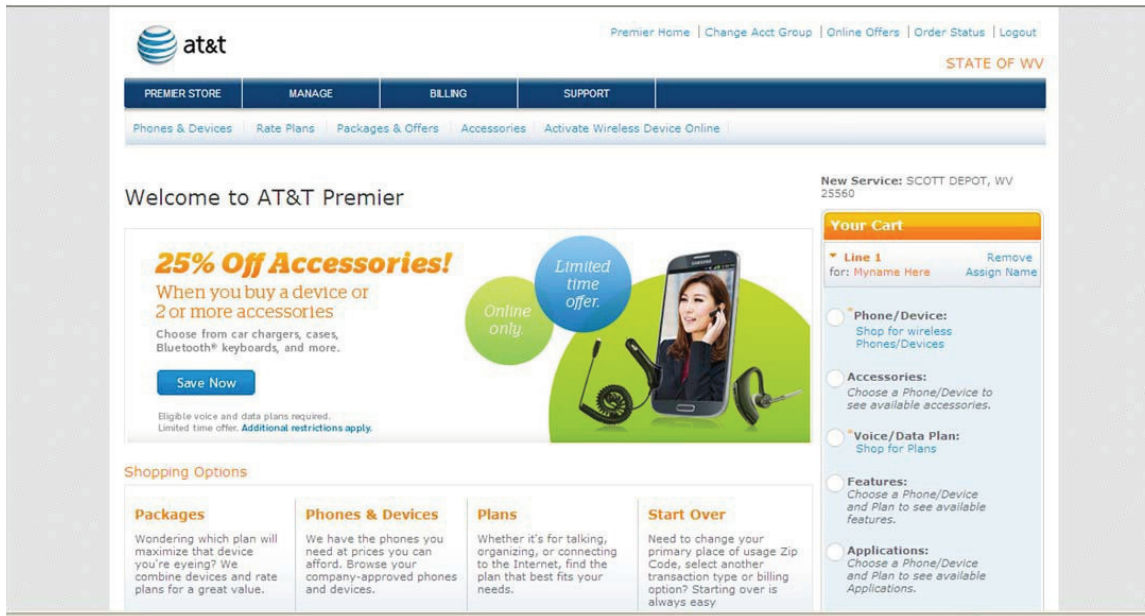 at&t
Premier Home | Change Acct Group | Online Offers | Order Status | Logout
STATE OF WV
PREMIER STORE MANAGE BILLING SUPPORT
Phones & Devices Rate Plans Packages & Offers Accessories Activate Wireless Device Online
Welcome to AT&T Premier
25% Off Accessories!
When you buy a device or
2 or more accessories
Choose from car chargers, cases,
Bluetooth® keyboards, and more.
Save Now
Eligible voice and data plans required.
Limited time offer. Additional restrictions apply.
Online
only.
Limited
time
offer.
SAMSUNG
New Service: SCOTT DEPOT, WV
25560
Your Cart
Line 1 Remove
for: Myname Here Assign Name
*Phone/Device:
Shop for wireless
Phones/Devices
Accessories:
Choose a Phone/Device to
see available accessories.
*Voice/Data Plan:
Shop for Plans
Features:
Choose a Phone/Device
and Plan to see available
features.
Applications:
Choose a Phone/Device
and Plan to see available
Applications.
Shopping Options
Packages
Wondering which plan will
maximize that device
you're eyeing? We
combine devices and rate
plans for a great value.
Phones & Devices
We have the phones you
need at prices you can
afford. Browse your
company-approved phones
and devices.
Plans
Whether it's for talking,
organizing, or connecting
to the Internet, find the
plan that best fits your
needs.
Start Over
Need to change your
primary place of usage Zip
Code, select another
transaction type or billing
option? Starting over is
always easy